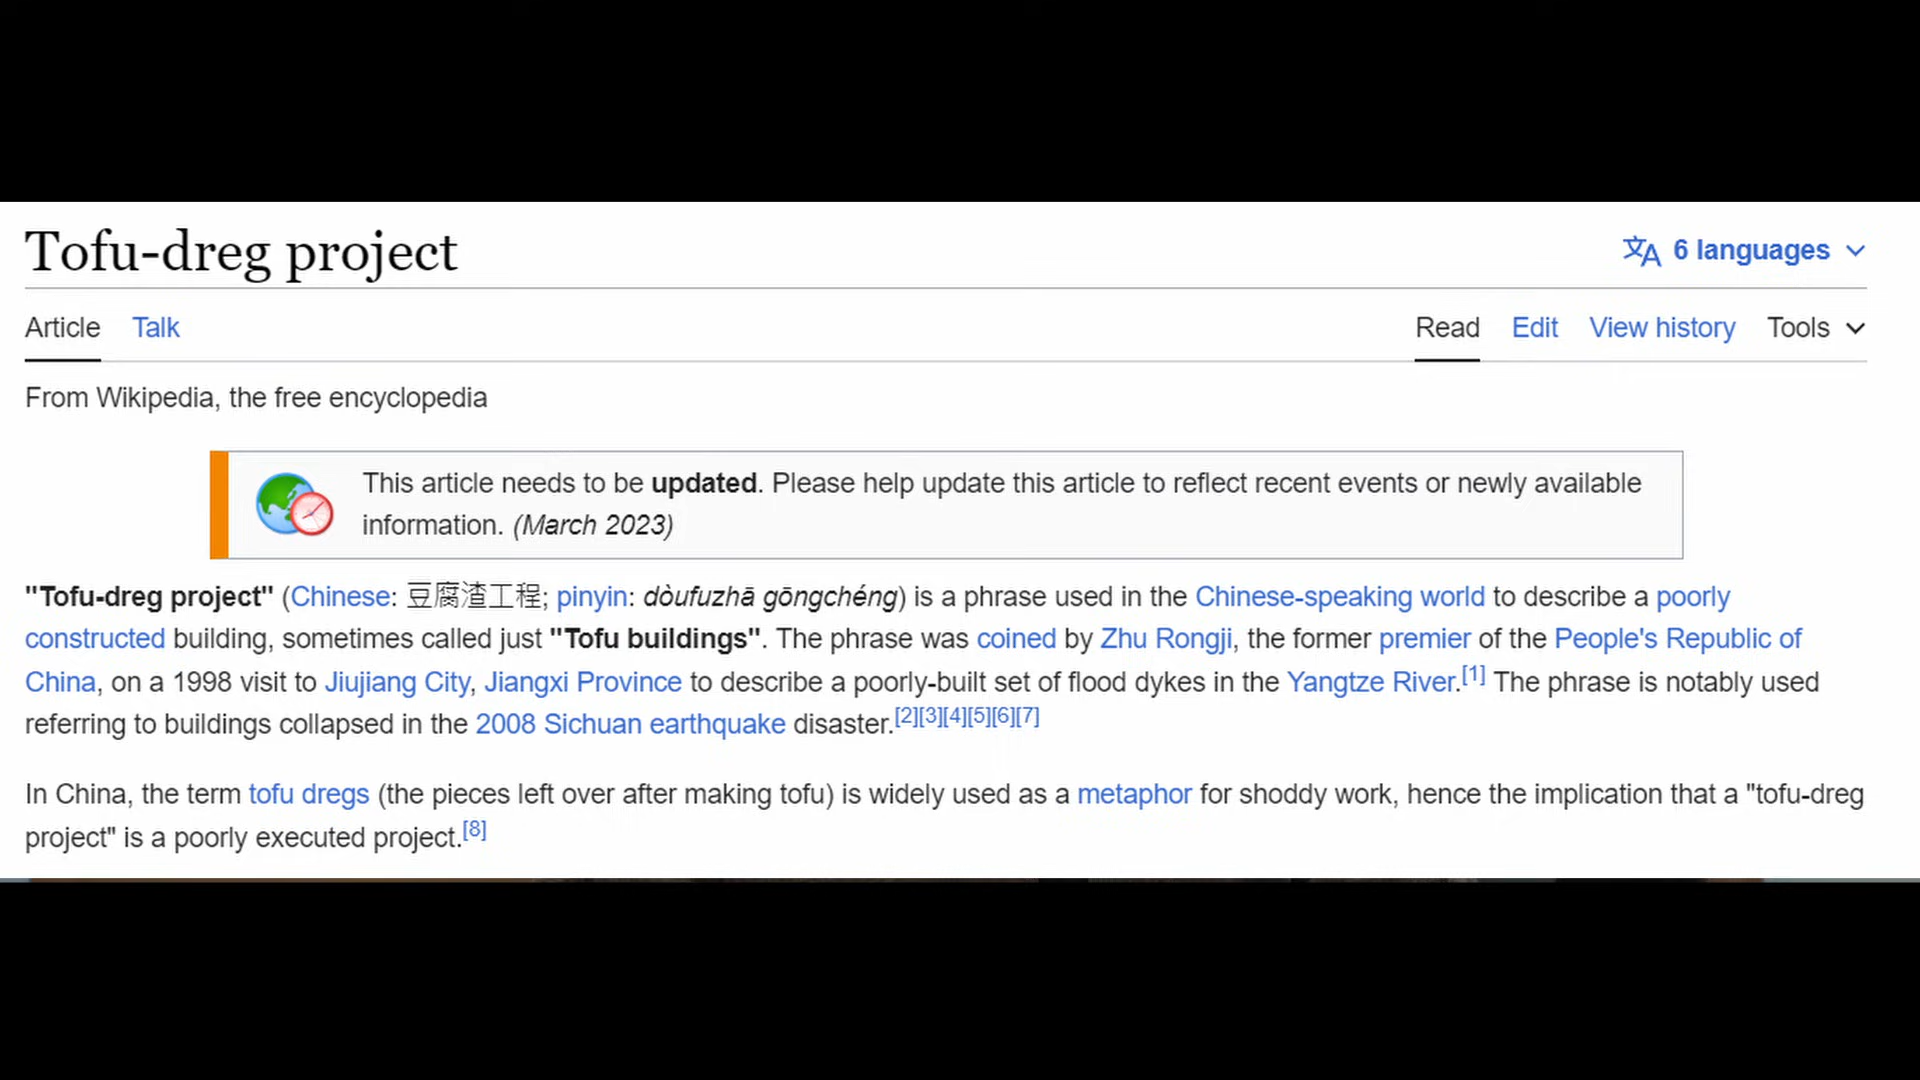 Tofu-dreg project
6 languages
Article Talk Read Edit View history Tools
From Wikipedia, the free encyclopedia
This article needs to be updated. Please help update this article to reflect recent events or newly available
information. (March 2023)
"Tofu-dreg project" (Chinese: 豆腐渣工程; pinyin: dòufuzhā gōngchéng) is a phrase used in the Chinese-speaking world to describe a poorly
constructed building, sometimes called just "Tofu buildings". The phrase was coined by Zhu Rongji, the former premier of the People's Republic of
China, on a 1998 visit to Jiujiang City, Jiangxi Province to describe a poorly-built set of flood dykes in the Yangtze River.[1] The phrase is notably used
referring to buildings collapsed in the 2008 Sichuan earthquake disaster.[2][3][4][5][6][7]
In China, the term tofu dregs (the pieces left over after making tofu) is widely used as a metaphor for shoddy work, hence the implication that a "tofu-dreg
project" is a poorly executed project.[8]